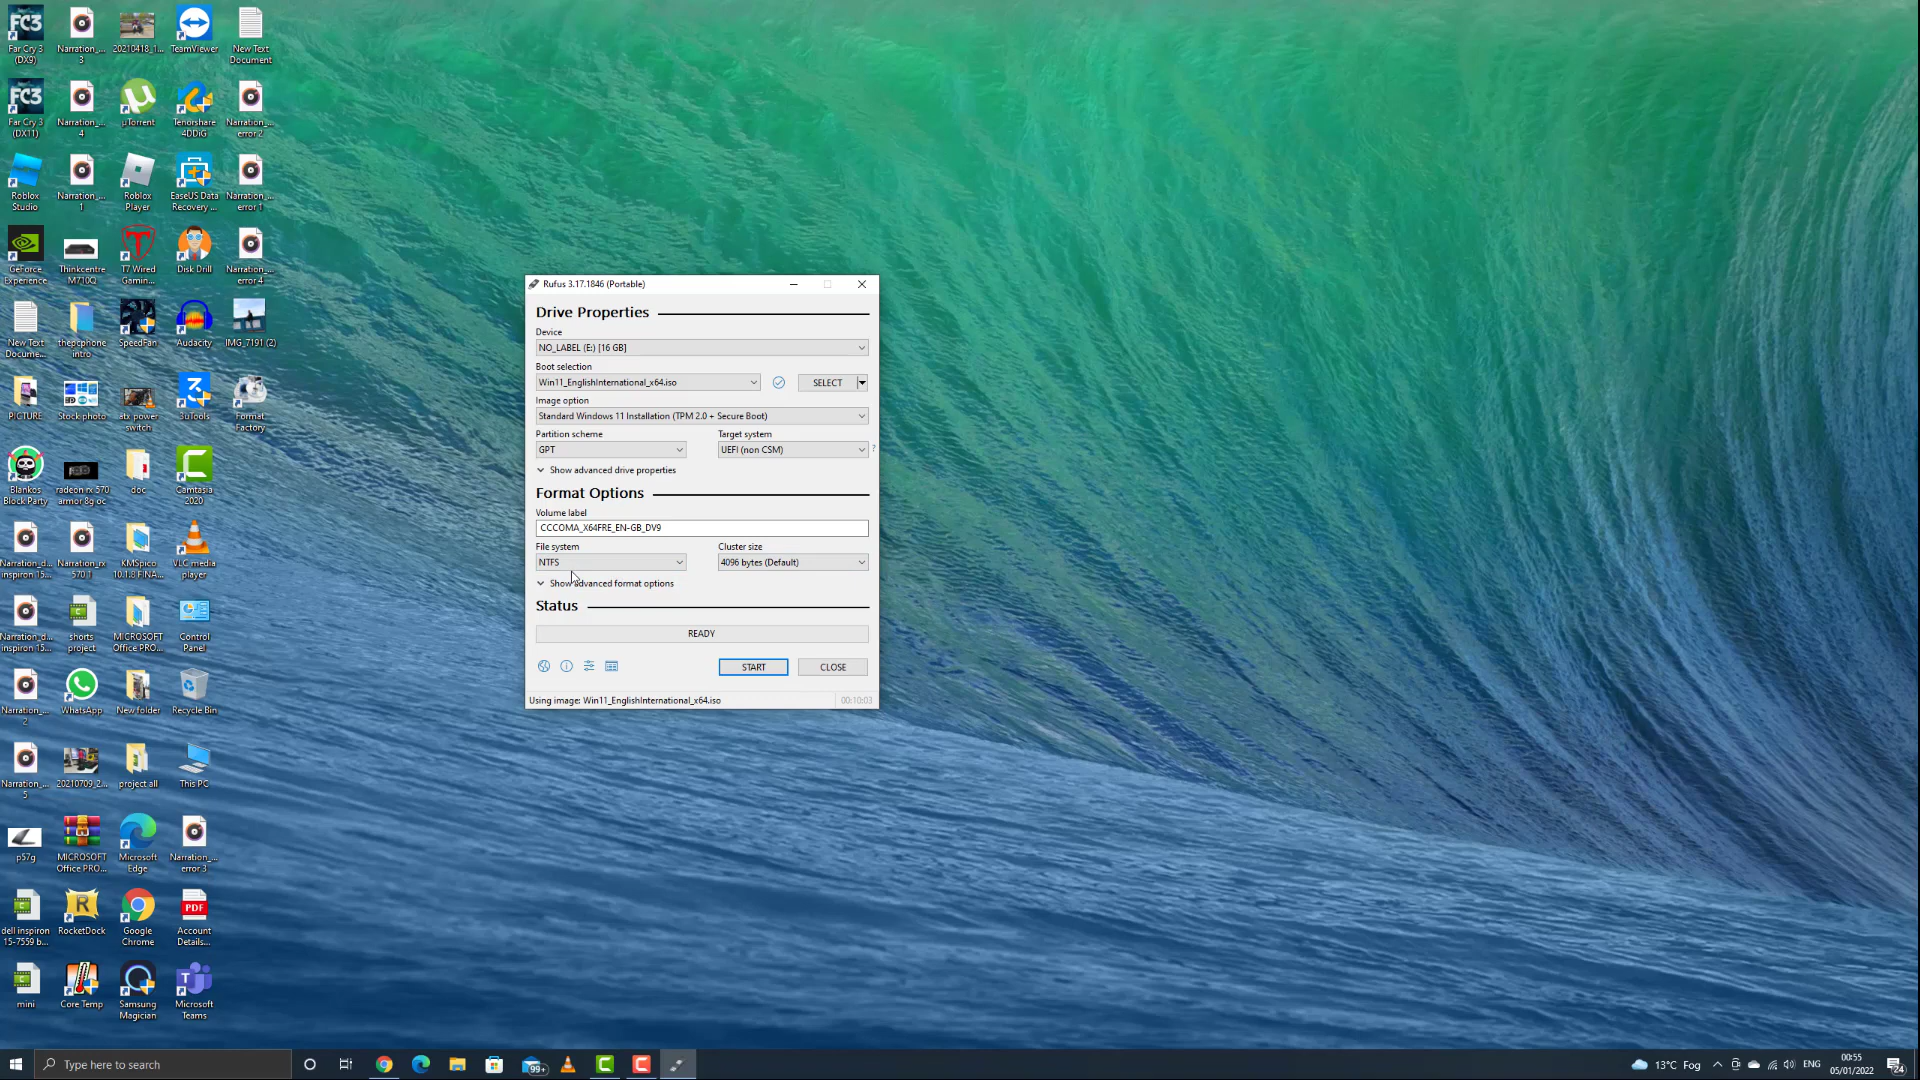 Far Cry 3
(DX9)
Narration_...
3
20210418_1...
TeamViewer
New Text
Document
Far Cry 3
(DX11)
Narration_...
4
µTorrent
Tenorshare
4DDiG
Narration_...
error 2
Roblox
Studio
Narration_...
1
Roblox
Player
EaseUS Data
Recovery ...
Narration_...
error 1
GeForce
Experience
Thinkcentre
M710Q
T7 Wired
Gamin...
Disk Drill
Narration_...
error 4
New Text
Docume...
thepcphone
intro
SpeedFan
Audacity
IMG_7191 (2)
PICTURE
Stock photo
atx power
switch
3uTools
Format
Factory
Blankos
Block Party
radeon rx 570
armor 8g oc
doc
Camtasia
2020
Narration_d...
inspiron 15...
Narration_rx
570 1
KMSpico
10.1.8 FINA...
VLC media
player
Narration_d...
inspiron 15...
shorts
project
MICROSOFT
Office PRO...
Control
Panel
Narration_...
2
WhatsApp
New folder
Recycle Bin
Narration_...
5
20210709_2...
project all
This PC
p57g
MICROSOFT
Office PRO...
Microsoft
Edge
Narration_...
error 3
dell inspiron
15-7559 b...
RocketDock
Google
Chrome
PDF
Account
Details...
mini
Core Temp
Samsung
Magician
Microsoft
Teams
Rufus 3.17.1846 (Portable)
Drive Properties
Device
NO_LABEL (E:) [16 GB]
Boot selection
Win11_EnglishInternational_x64.iso
SELECT
Image option
Standard Windows 11 Installation (TPM 2.0 + Secure Boot)
Partition scheme
Target system
GPT
UEFI (non CSM)
?
Show advanced drive properties
Format Options
Volume label
CCCOMA_X64FRE_EN-GB_DV9
File system
Cluster size
NTFS
4096 bytes (Default)
Show advanced format options
Status
READY
START
CLOSE
Using image: Win11_EnglishInternational_x64.iso
00:10:03
Type here to search
99+
13°C Fog
ENG
00:55
05/01/2022
24